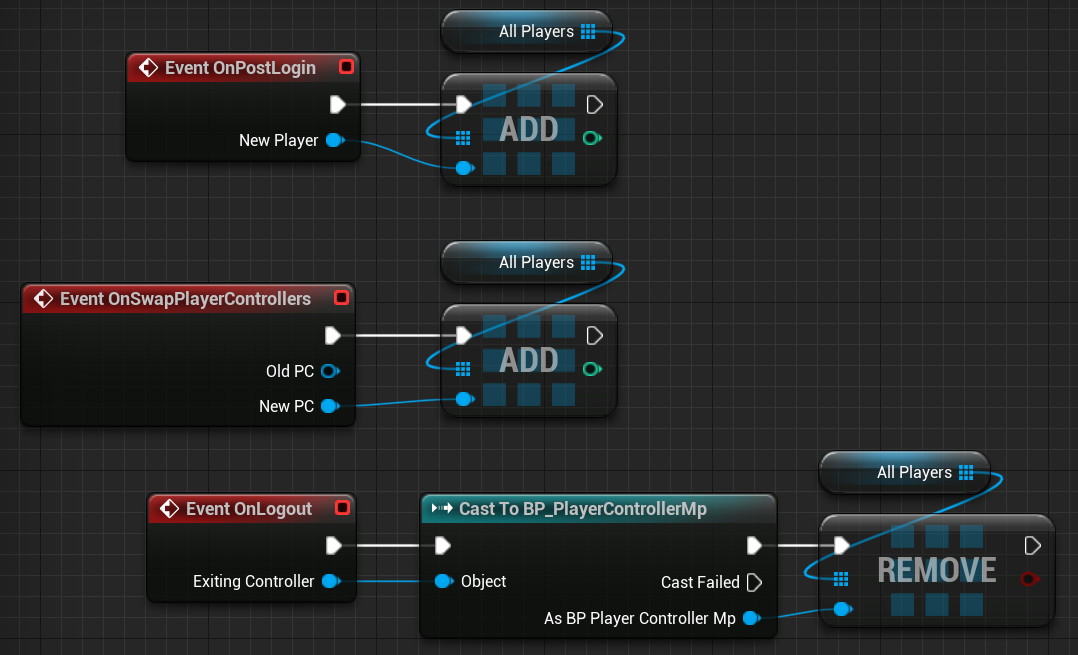 All Players
Event OnPostLogin
New Player
ADD
All Players
Event OnSwapPlayerControllers
Old PC
New PC
ADD
All Players
Event OnLogout
Exiting Controller
Cast To BP_PlayerControllerMp
Object
Cast Failed
As BP Player Controller Mp
REMOVE